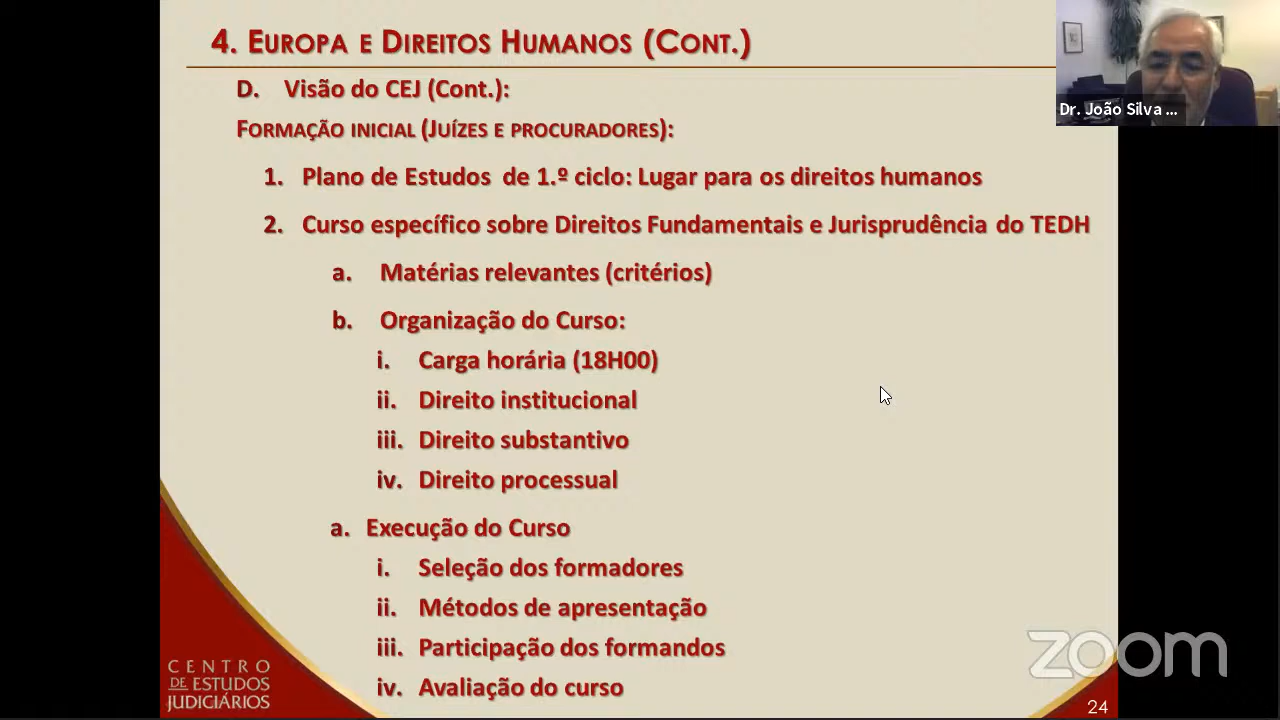 4. EUROPA E DIREITOS HUMANOS (CONT.)
D. Visão do CEJ (Cont.):
FORMAÇÃO INICIAL (JUÍZES E PROCURADORES):
1. Plano de Estudos de 1.º ciclo: Lugar para os direitos humanos
2. Curso específico sobre Direitos Fundamentais e Jurisprudência do TEDH
a. Matérias relevantes (critérios)
b. Organização do Curso:
i. Carga horária (18H00)
ii. Direito institucional
iii. Direito substantivo
iv. Direito processual
a. Execução do Curso
i. Seleção dos formadores
ii. Métodos de apresentação
iii. Participação dos formandos
iv. Avaliação do curso
CENTRO
DE ESTUDOS
JUDICIÁRIOS
Dr. João Silva ...
zoom
24